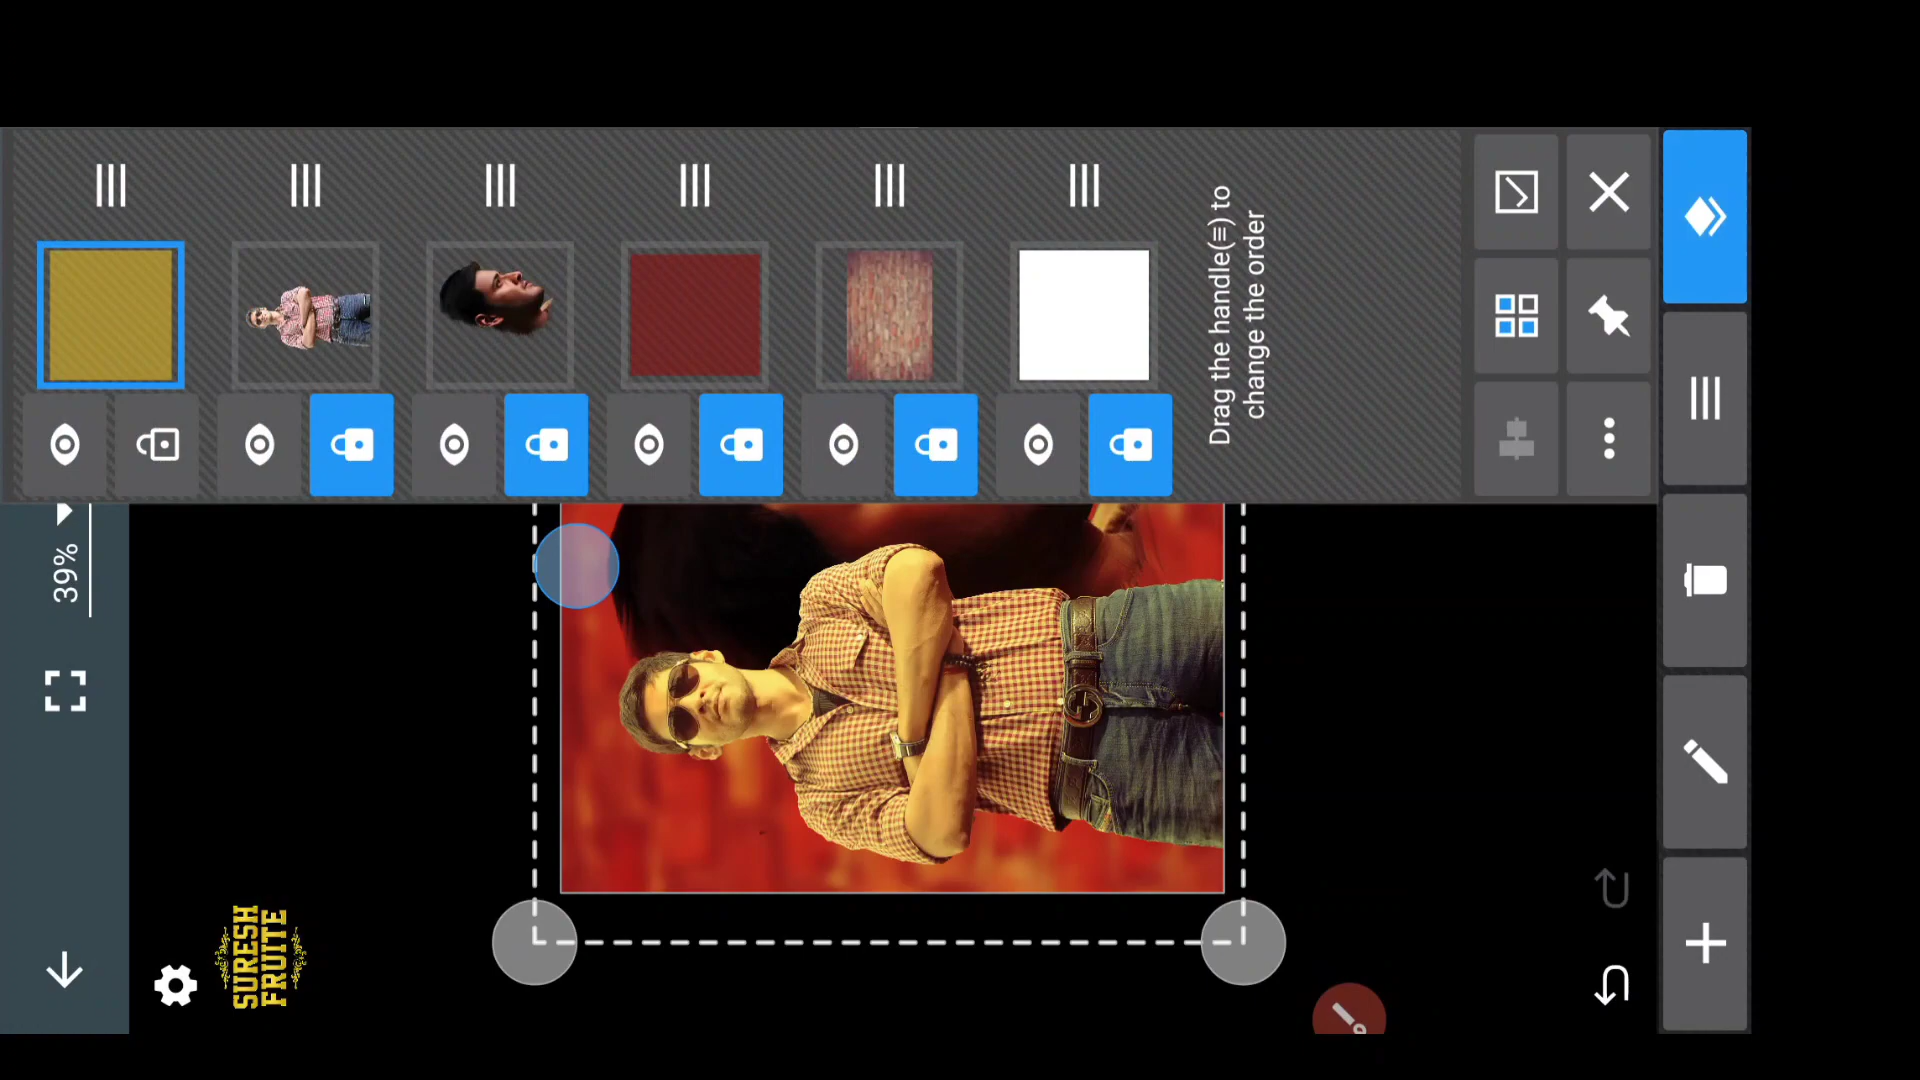 Drag the handle(≡) to
change the order
39%
SURESH
FRUITE